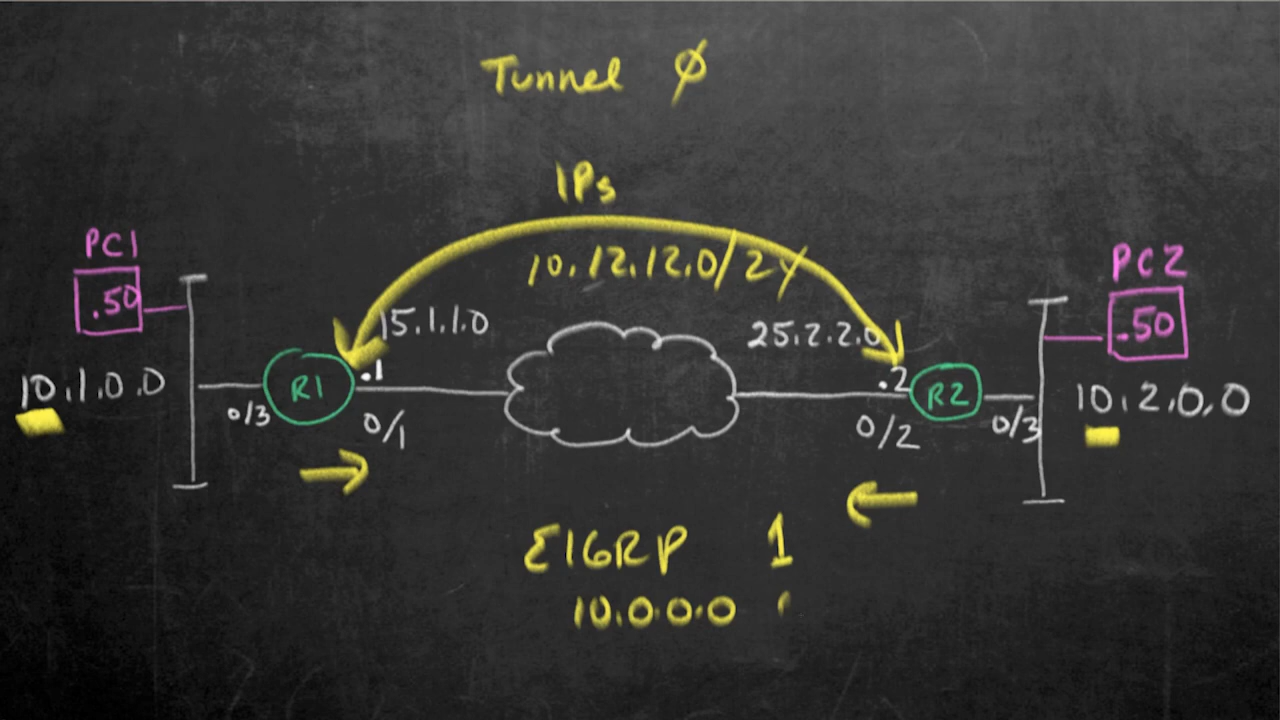 Tunnel 0
IPs
10.12.12.0/24
PC1
.50
10.1.0.0
0/3
R1
.1
0/1
15.1.1.0
25.2.2.0
.2
0/2
R2
0/3
PC2
.50
10.2.0.0
EIGRP 1
10.0.0.0